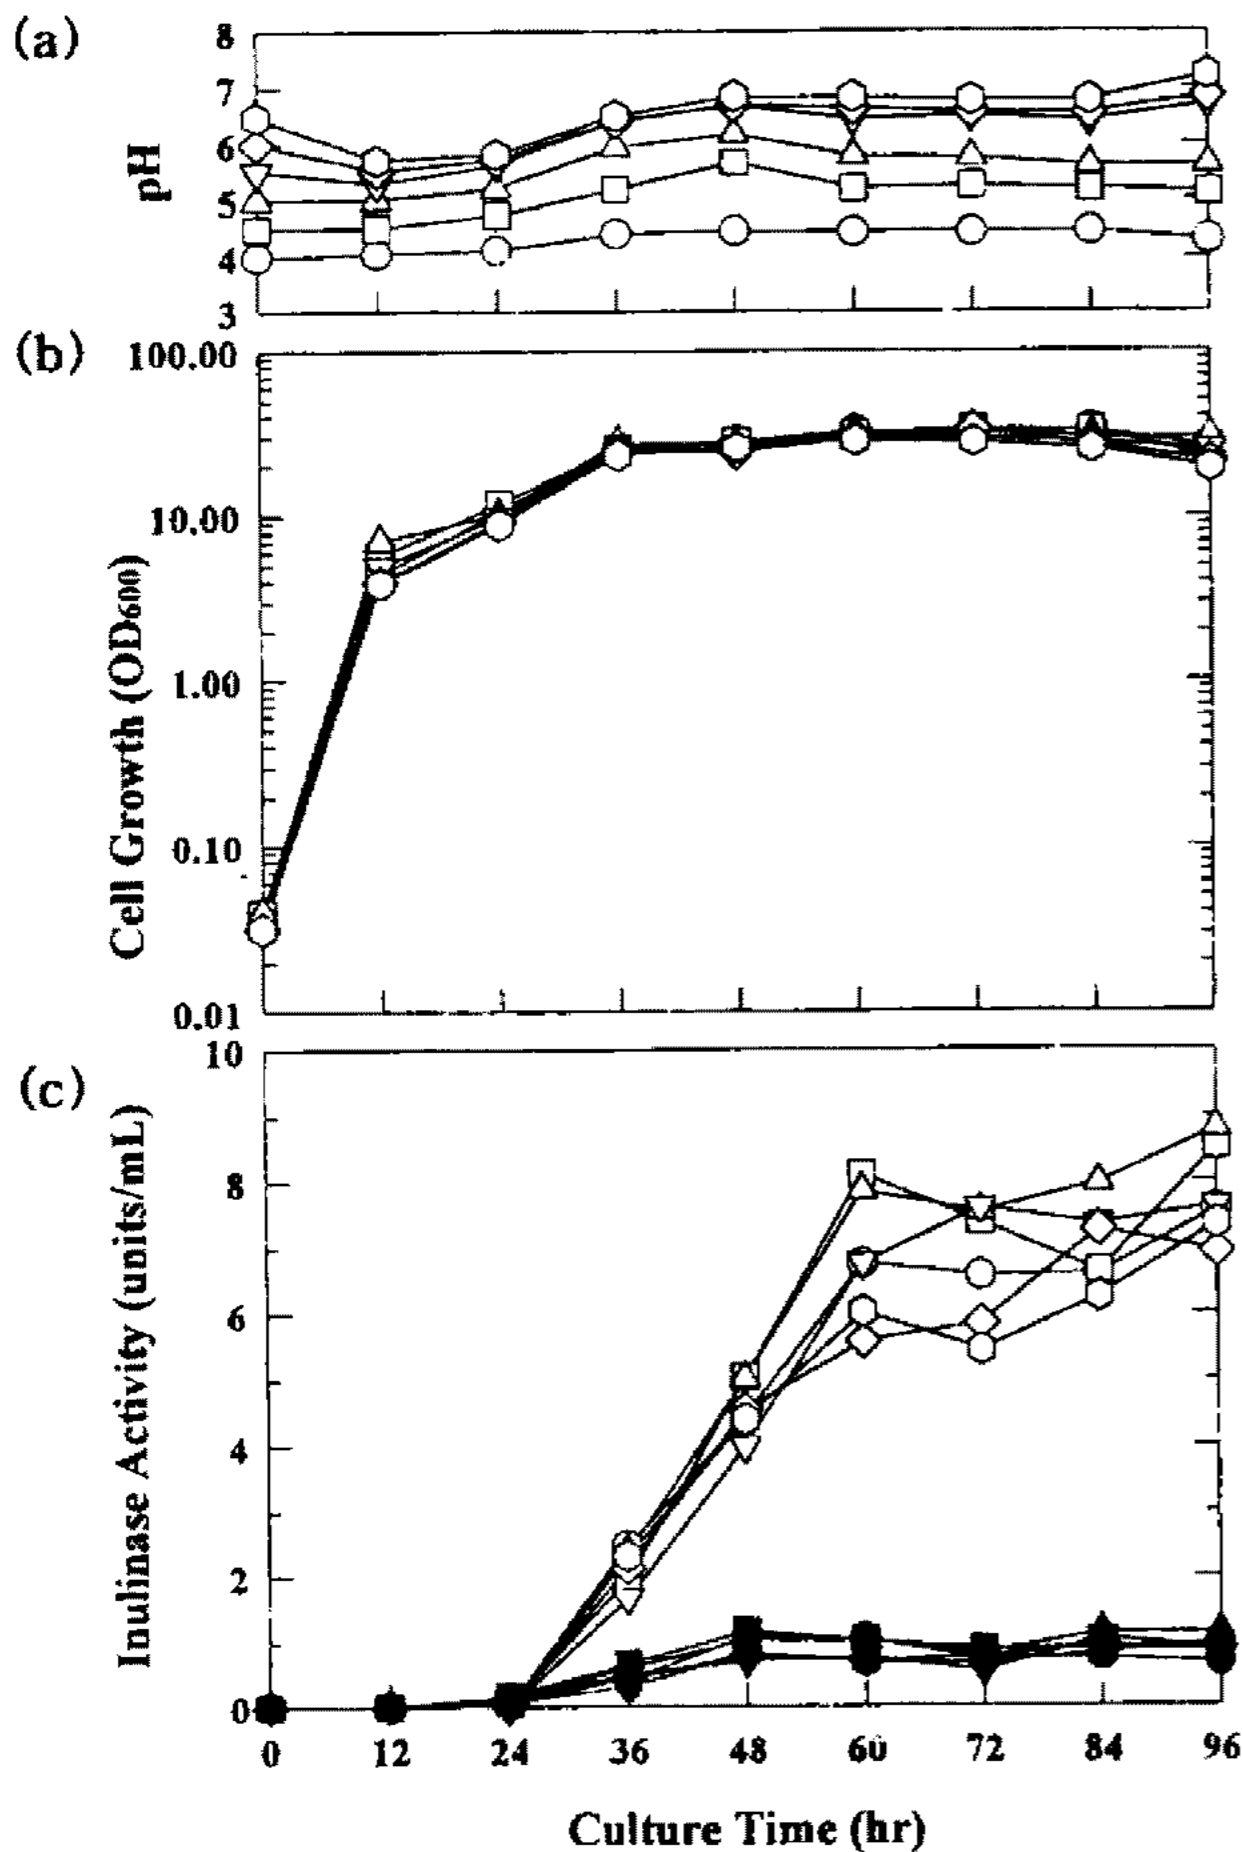 (a)
pH
8
7
6
5
4
3
(b)
Cell Growth (OD600)
100.00
10.00
1.00
0.10
0.01
(c)
Inulinase Activity (units/mL)
10
8
6
4
2
0
0 12 24 36 48 60 72 84 96
Culture Time (hr)